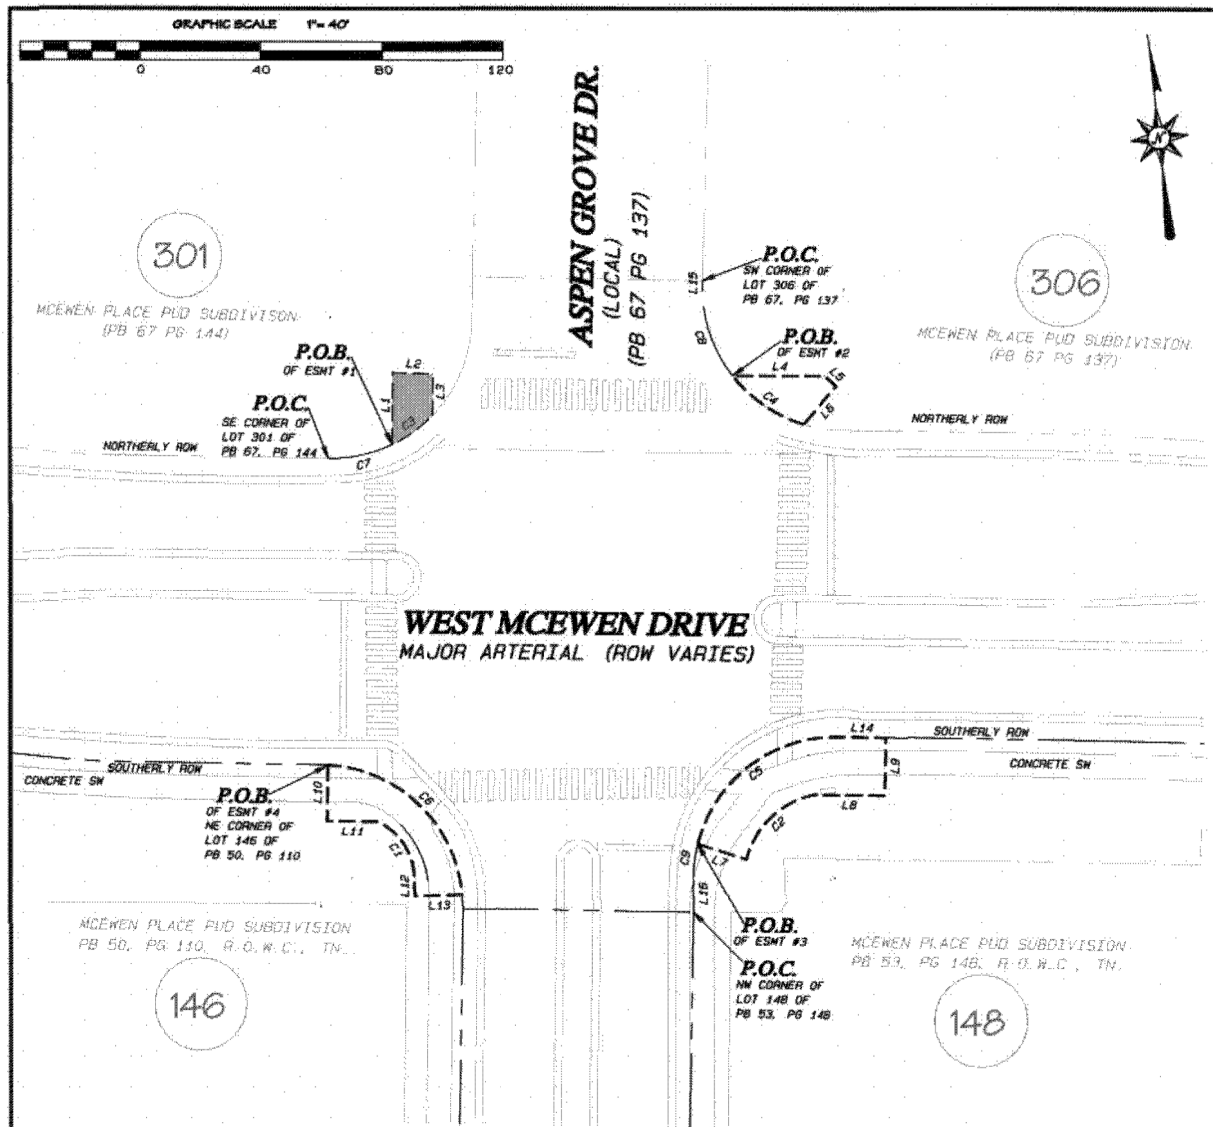 GRAPHIC SCALE 1"= 40'
0 40 80 120
ASPEN GROVE DR.
(LOCAL)
(PB 67 PG 137)
N
301
MCEWEN PLACE PUD SUBDIVISON
(PB 67 PG 144)
P.O.B.
OF ESMT #1
P.O.C.
SE CORNER OF
LOT 301 OF
PB 67, PG 144
NORTHERLY ROW
L1
L2
L3
C3
C7
L15
P.O.C.
SW CORNER OF
LOT 306 OF
PB 67, PG 137
306
MCEWEN PLACE PUD SUBDIVISION
(PB 67 PG 137)
C8
P.O.B.
OF ESMT #2
L4
L5
L6
C4
NORTHERLY ROW
WEST MCEWEN DRIVE
MAJOR ARTERIAL (ROW VARIES)
SOUTHERLY ROW
CONCRETE SW
P.O.B.
OF ESMT #4
NE CORNER OF
LOT 146 OF
PB 50, PG 110
L10
L11
C1
L12
L13
C6
L14
SOUTHERLY ROW
CONCRETE SW
C5
L9
L8
C2
L7
C9
L16
P.O.B.
OF ESMT #3
P.O.C.
NW CORNER OF
LOT 148 OF
PB 53, PG 148
MCEWEN PLACE PUD SUBDIVISION
PB 50, PG 110, R.O.W.C., TN.
146
MCEWEN PLACE PUD SUBDIVISION
PB 53, PG 148, R.O.W.C., TN.
148